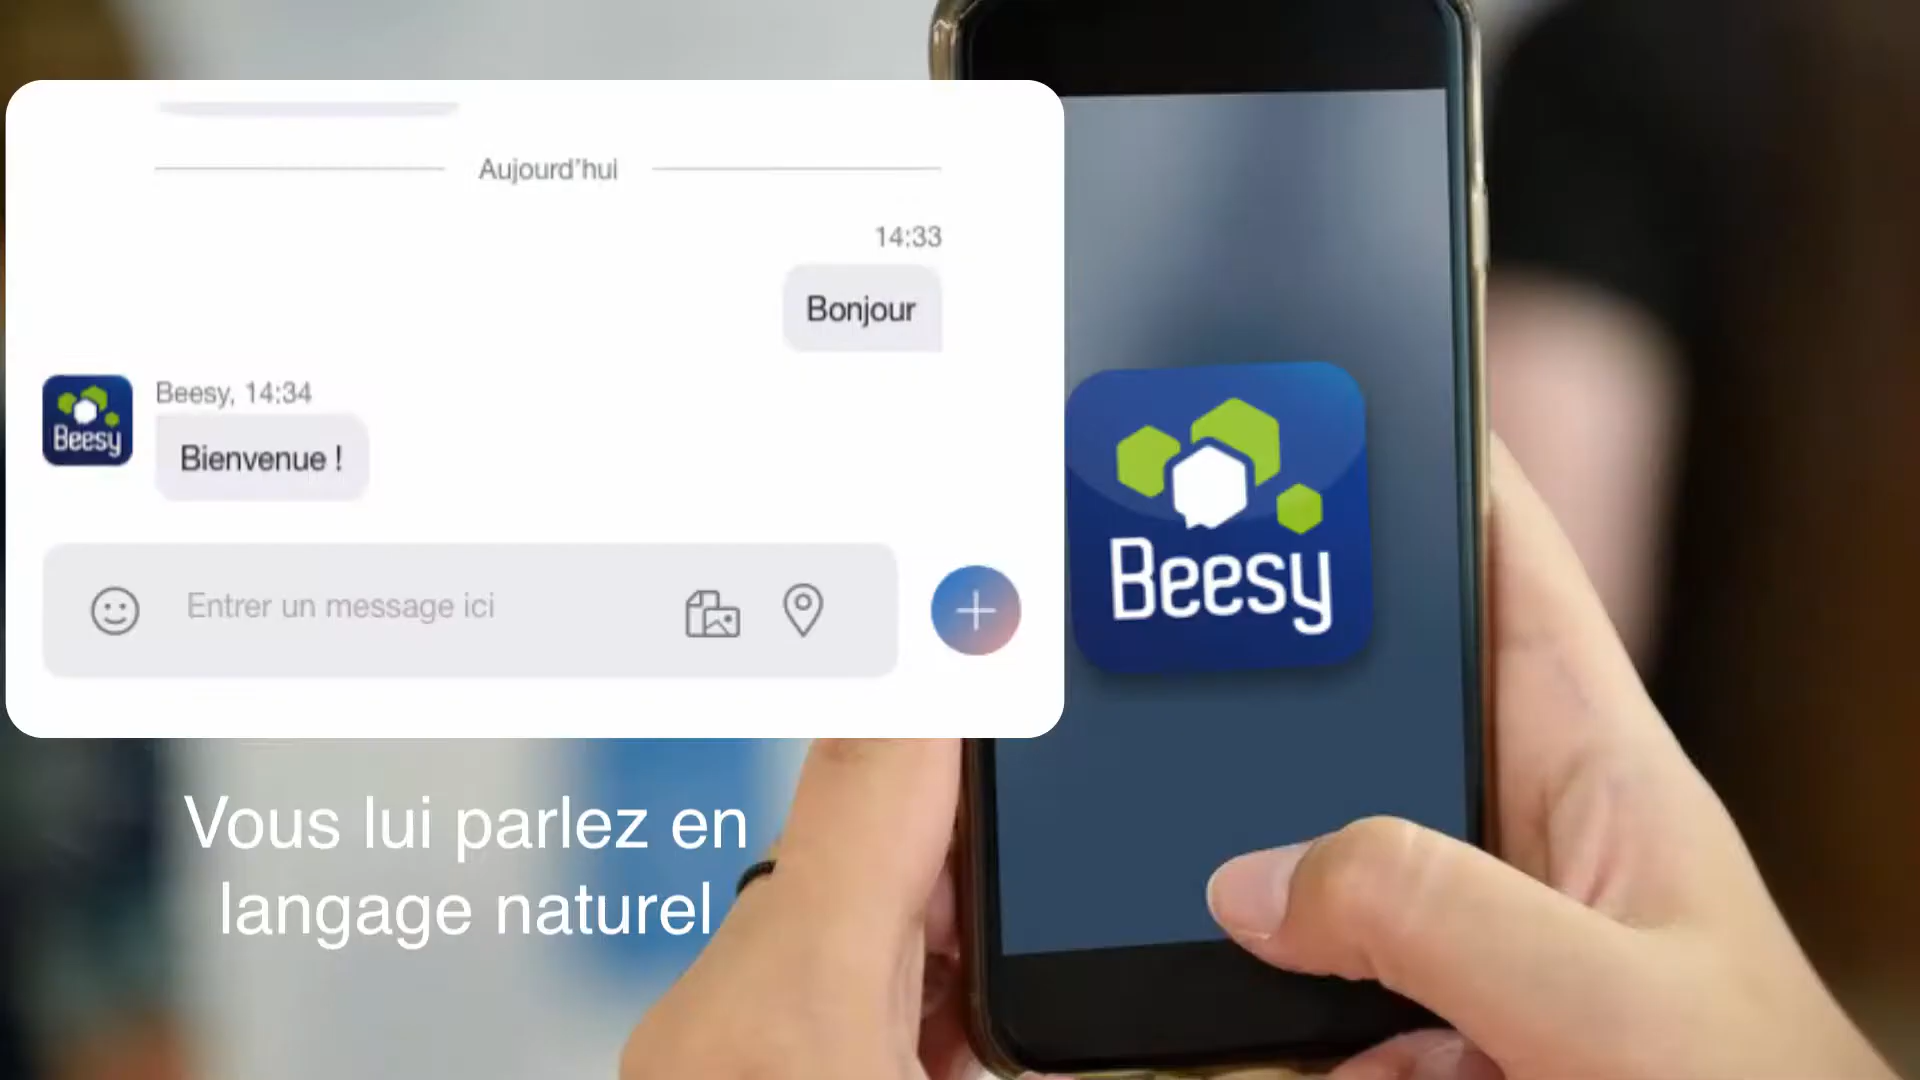 Aujourd'hui
14:33
Bonjour
Beesy, 14:34
Beesy
Bienvenue !
Entrer un message ici
Beesy
Vous lui parlez en
langage naturel